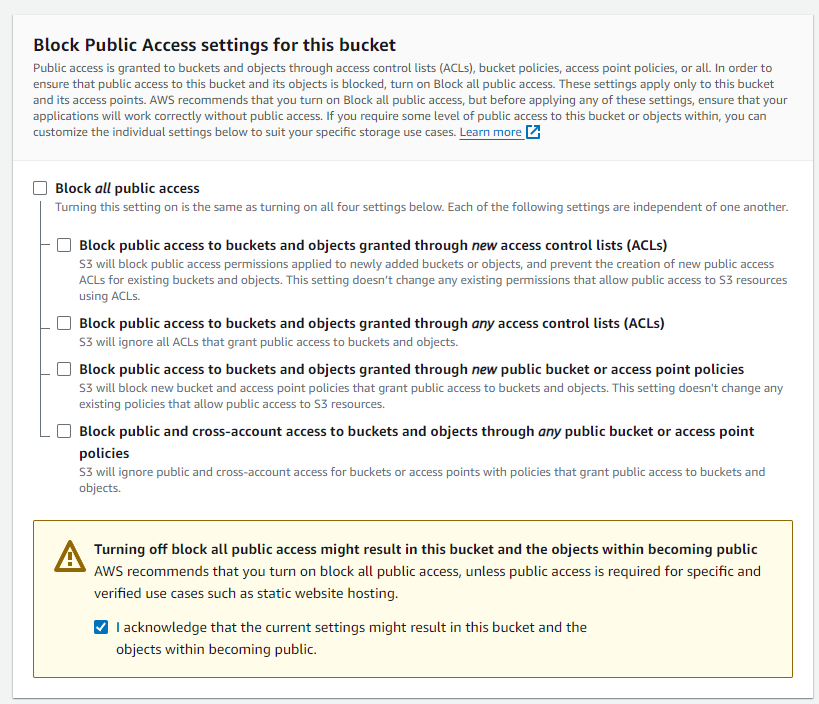 Block Public Access settings for this bucket
Public access is granted to buckets and objects through access control lists (ACLs), bucket policies, access point policies, or all. In order to
ensure that public access to this bucket and its objects is blocked, turn on Block all public access. These settings apply only to this bucket
and its access points. AWS recommends that you turn on Block all public access, but before applying any of these settings, ensure that your
applications will work correctly without public access. If you require some level of public access to this bucket or objects within, you can
customize the individual settings below to suit your specific storage use cases. Learn more
Block all public access
Turning this setting on is the same as turning on all four settings below. Each of the following settings are independent of one another.
Block public access to buckets and objects granted through new access control lists (ACLs)
S3 will block public access permissions applied to newly added buckets or objects, and prevent the creation of new public access
ACLs for existing buckets and objects. This setting doesn't change any existing permissions that allow public access to S3 resources
using ACLs.
Block public access to buckets and objects granted through any access control lists (ACLs)
S3 will ignore all ACLs that grant public access to buckets and objects.
Block public access to buckets and objects granted through new public bucket or access point policies
S3 will block new bucket and access point policies that grant public access to buckets and objects. This setting doesn't change any
existing policies that allow public access to S3 resources.
Block public and cross-account access to buckets and objects through any public bucket or access point
policies
S3 will ignore public and cross-account access for buckets or access points with policies that grant public access to buckets and
objects.
Turning off block all public access might result in this bucket and the objects within becoming public
AWS recommends that you turn on block all public access, unless public access is required for specific and
verified use cases such as static website hosting.
I acknowledge that the current settings might result in this bucket and the
objects within becoming public.